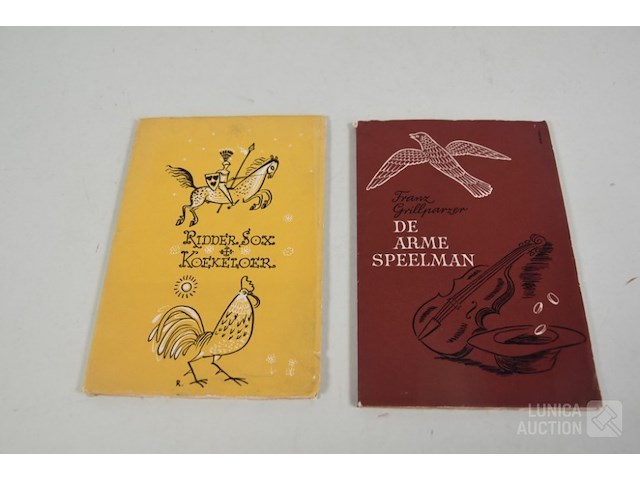 RIDDER SOX
KOEKELOER
R.
Franz
Grillparzer
DE
ARME
SPEELMAN
LUNICA
AUCTION